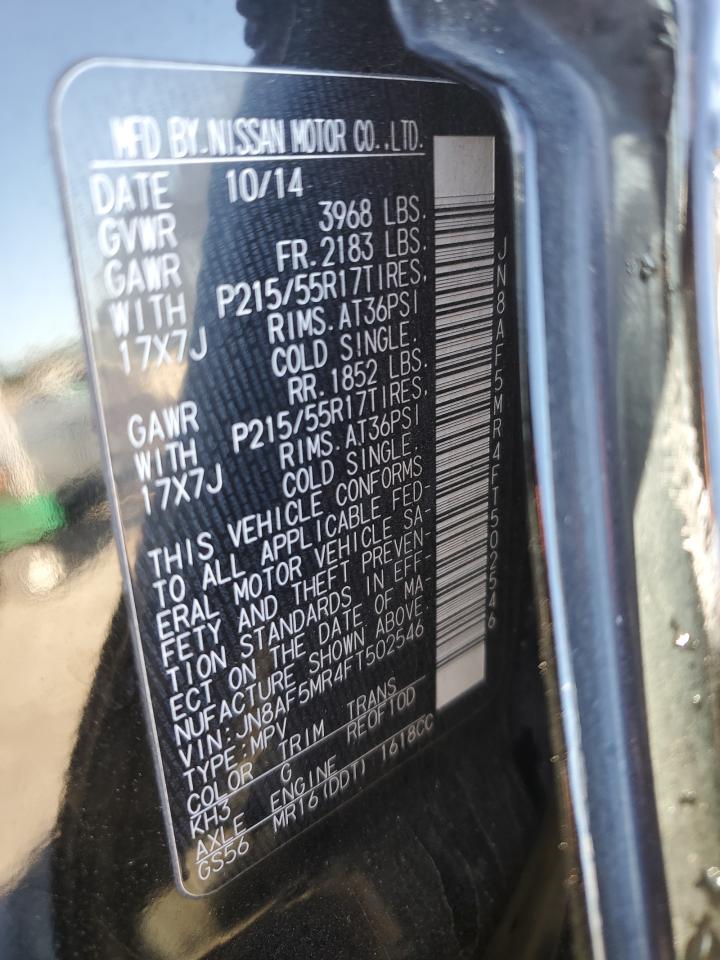 MFD BY.NISSAN MOTOR CO.,LTD.
DATE 10/14
GVWR 3968 LBS.
GAWR FR.2183 LBS.
WITH P215/55R17TIRES,
17X7J RIMS.AT36PSI
COLD SINGLE.
GAWR RR.1852 LBS.
WITH P215/55R17TIRES,
17X7J RIMS.AT36PSI
COLD SINGLE.
THIS VEHICLE CONFORMS
TO ALL APPLICABLE FED-
ERAL MOTOR VEHICLE SA-
FETY AND THEFT PREVEN
TION STANDARDS IN EFF-
ECT ON THE DATE OF MA-
NUFACTURE SHOWN ABOVE.
VIN:JN8AF5MR4FT502546
TYPE:MPV
COLOR TRIM TRANS
KH3 G RE0FT0D
AXLE ENGINE
GS56 MR16(DDT) 1618CC
JN8AF5MR4FT502546